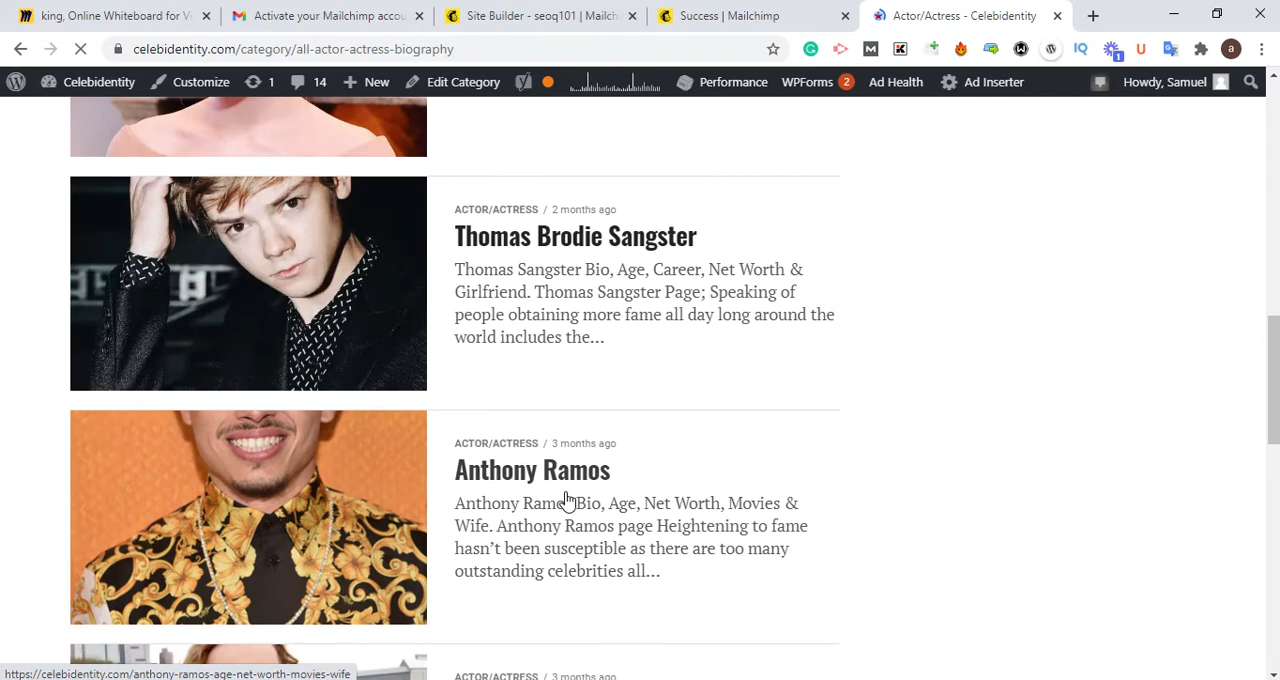 king, Online Whiteboard for Vi
Activate your Mailchimp accou
Site Builder - seoq101 | Mailch
Success | Mailchimp
Actor/Actress - Celebidentity
celebidentity.com/category/all-actor-actress-biography
Celebidentity
Customize
1
14
New
Edit Category
Performance
WPForms 2
Ad Health
Ad Inserter
Howdy, Samuel
ACTOR/ACTRESS / 2 months ago
Thomas Brodie Sangster
Thomas Sangster Bio, Age, Career, Net Worth &
Girlfriend. Thomas Sangster Page; Speaking of
people obtaining more fame all day long around the
world includes the...
ACTOR/ACTRESS / 3 months ago
Anthony Ramos
Anthony Ramos Bio, Age, Net Worth, Movies &
Wife. Anthony Ramos page Heightening to fame
hasn't been susceptible as there are too many
outstanding celebrities all...
ACTOR/ACTRESS / 3 months ago
https://celebidentity.com/anthony-ramos-age-net-worth-movies-wife